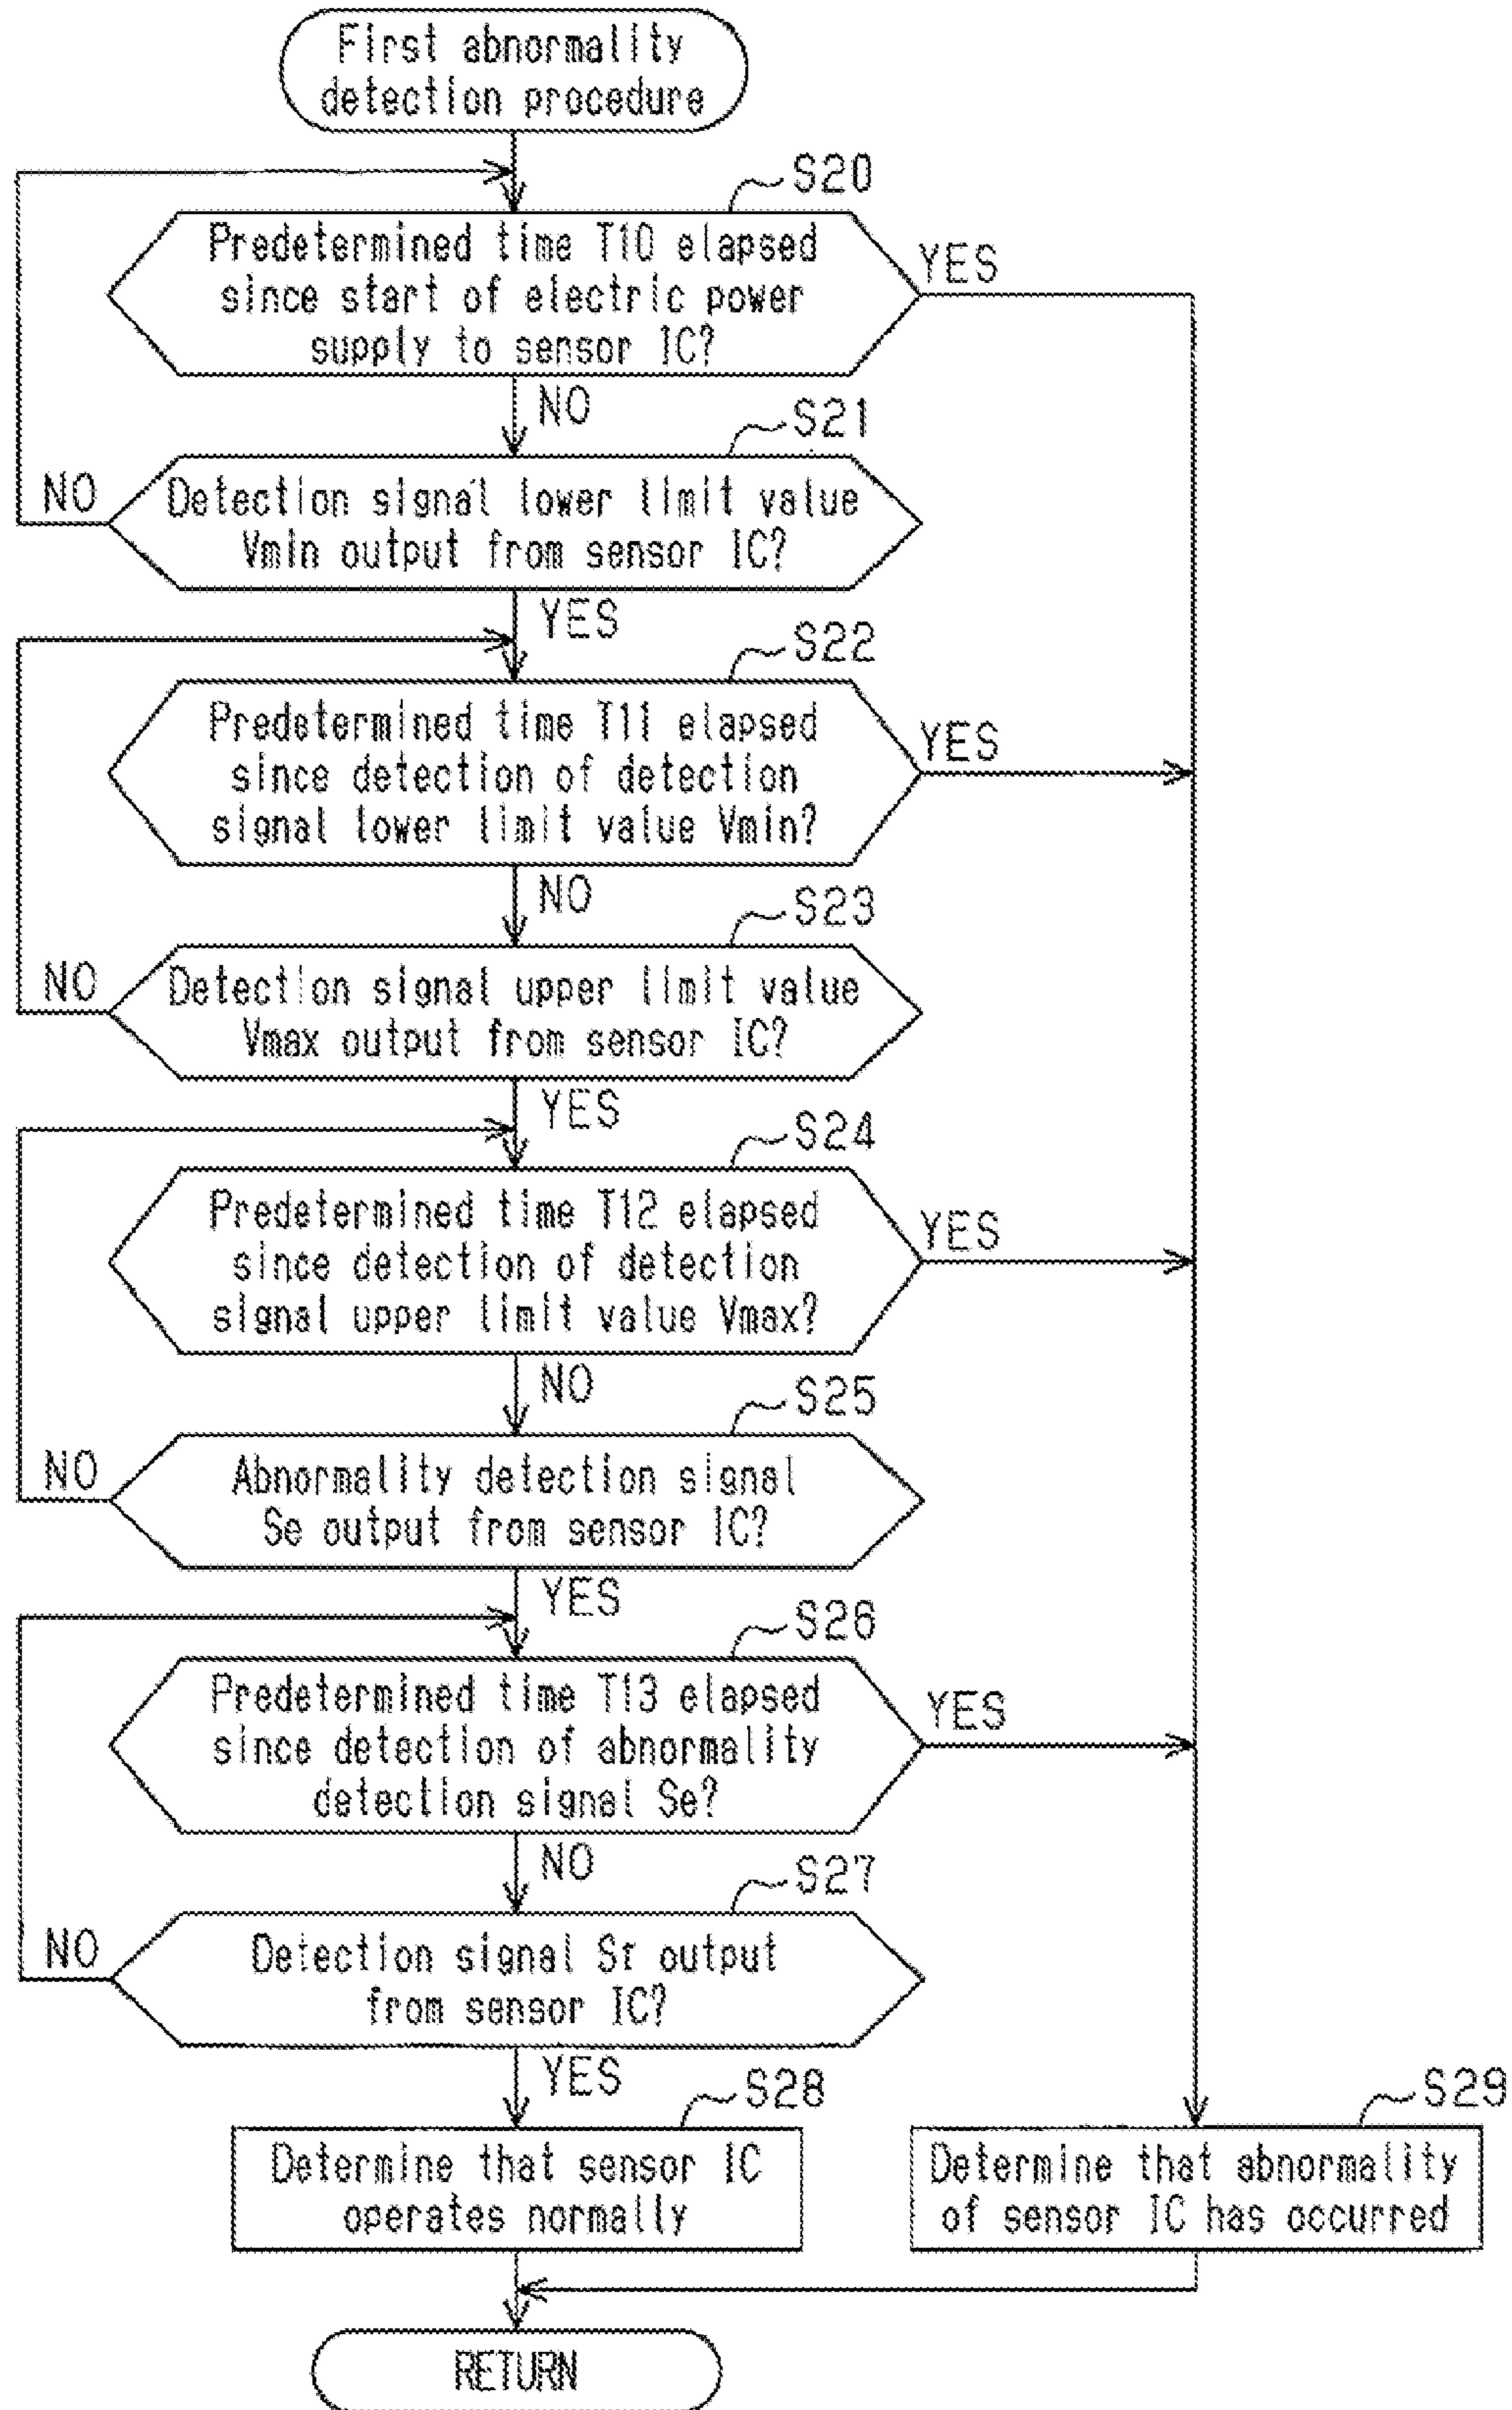 First abnormality
detection procedure
S20
Predetermined time T10 elapsed
since start of electric power
supply to sensor IC?
YES
NO
S21
Detection signal lower limit value
Vmin output from sensor IC?
NO
YES
S22
Predetermined time T11 elapsed
since detection of detection
signal lower limit value Vmin?
YES
NO
S23
Detection signal upper limit value
Vmax output from sensor IC?
NO
YES
S24
Predetermined time T12 elapsed
since detection of detection
signal upper limit value Vmax?
YES
NO
S25
Abnormality detection signal
Se output from sensor IC?
NO
YES
S26
Predetermined time T13 elapsed
since detection of abnormality
detection signal Se?
YES
NO
S27
Detection signal Sr output
from sensor IC?
NO
YES
S28
Determine that sensor IC
operates normally
S29
Determine that abnormality
of sensor IC has occurred
RETURN